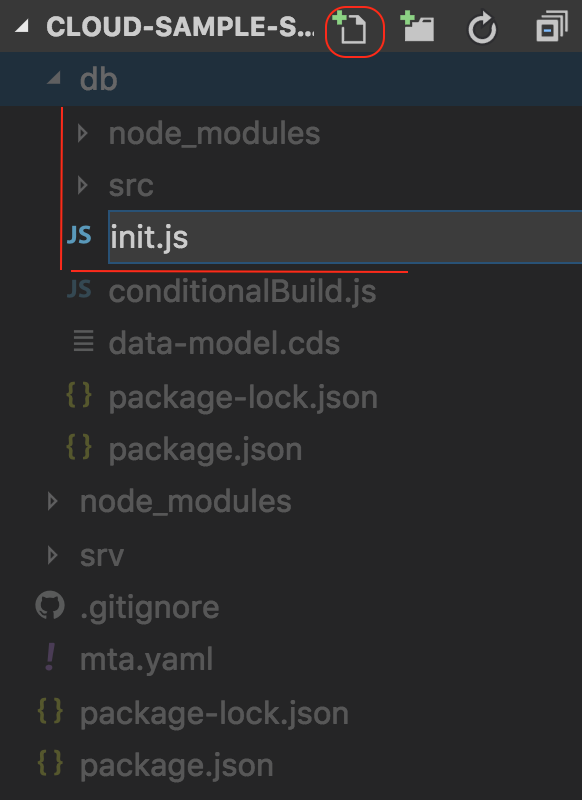 CLOUD-SAMPLE-S...
db
node_modules
src
JS init.js
JS conditionalBuild.js
data-model.cds
{ } package-lock.json
{ } package.json
node_modules
srv
.gitignore
! mta.yaml
{ } package-lock.json
{ } package.json